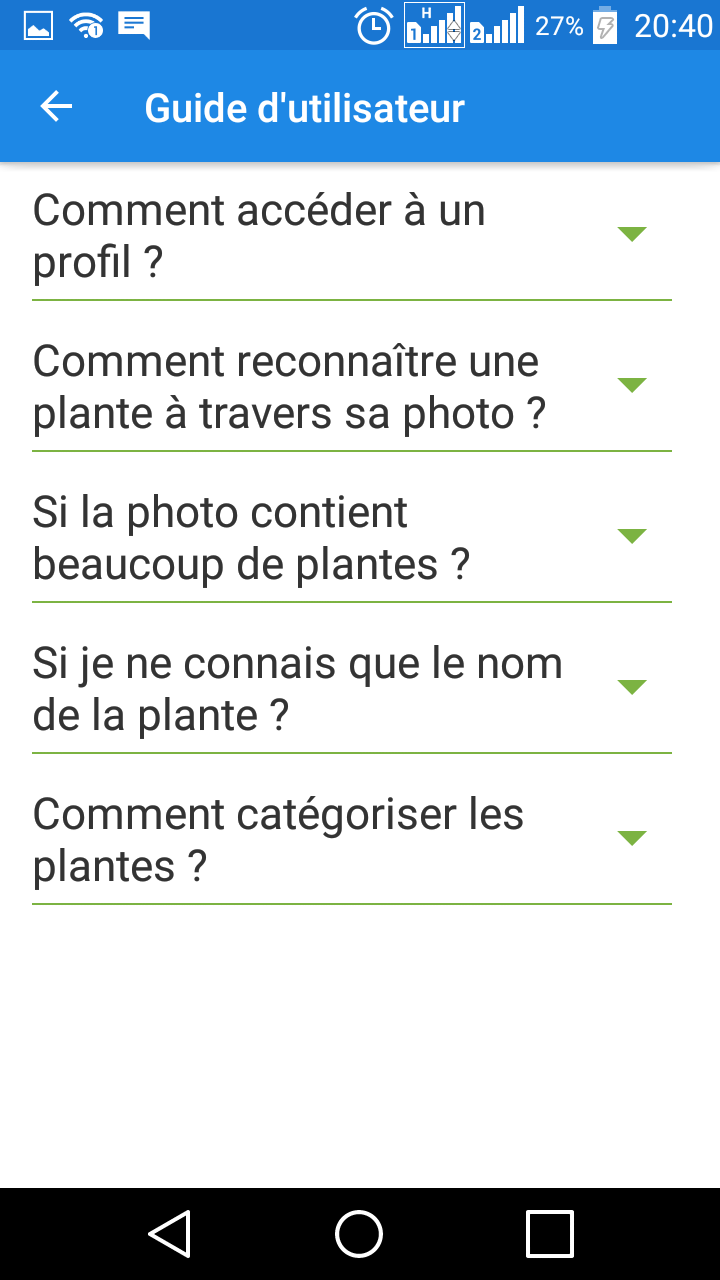 H
1 2 27% 20:40
Guide d'utilisateur
Comment accéder à un
profil ?
Comment reconnaître une
plante à travers sa photo ?
Si la photo contient
beaucoup de plantes ?
Si je ne connais que le nom
de la plante ?
Comment catégoriser les
plantes ?